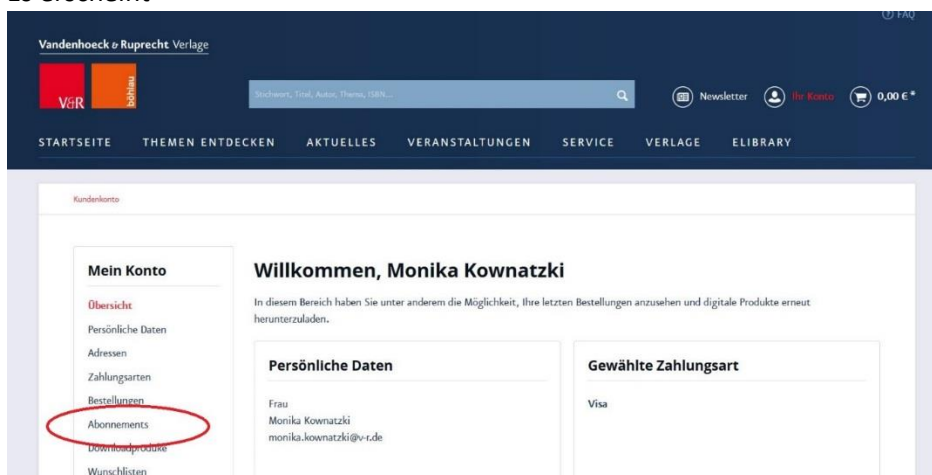 Es erscheint
FAQ
Vandenhoeck & Ruprecht Verlage
V&R
böhlau
Stichwort, Titel, Autor, Thema, ISBN...
Newsletter
Ihr Konto
0,00 € *
STARTSEITE THEMEN ENTDECKEN AKTUELLES VERANSTALTUNGEN SERVICE VERLAGE ELIBRARY
Kundenkonto
Mein Konto
Übersicht
Persönliche Daten
Adressen
Zahlungsarten
Bestellungen
Abonnements
Downloadproduke
Wunschlisten
Willkommen, Monika Kownatzki
In diesem Bereich haben Sie unter anderem die Möglichkeit, Ihre letzten Bestellungen anzusehen und digitale Produkte erneut
herunterzuladen.
Persönliche Daten
Frau
Monika Kownatzki
monika.kownatzki@v-r.de
Gewählte Zahlungsart
Visa